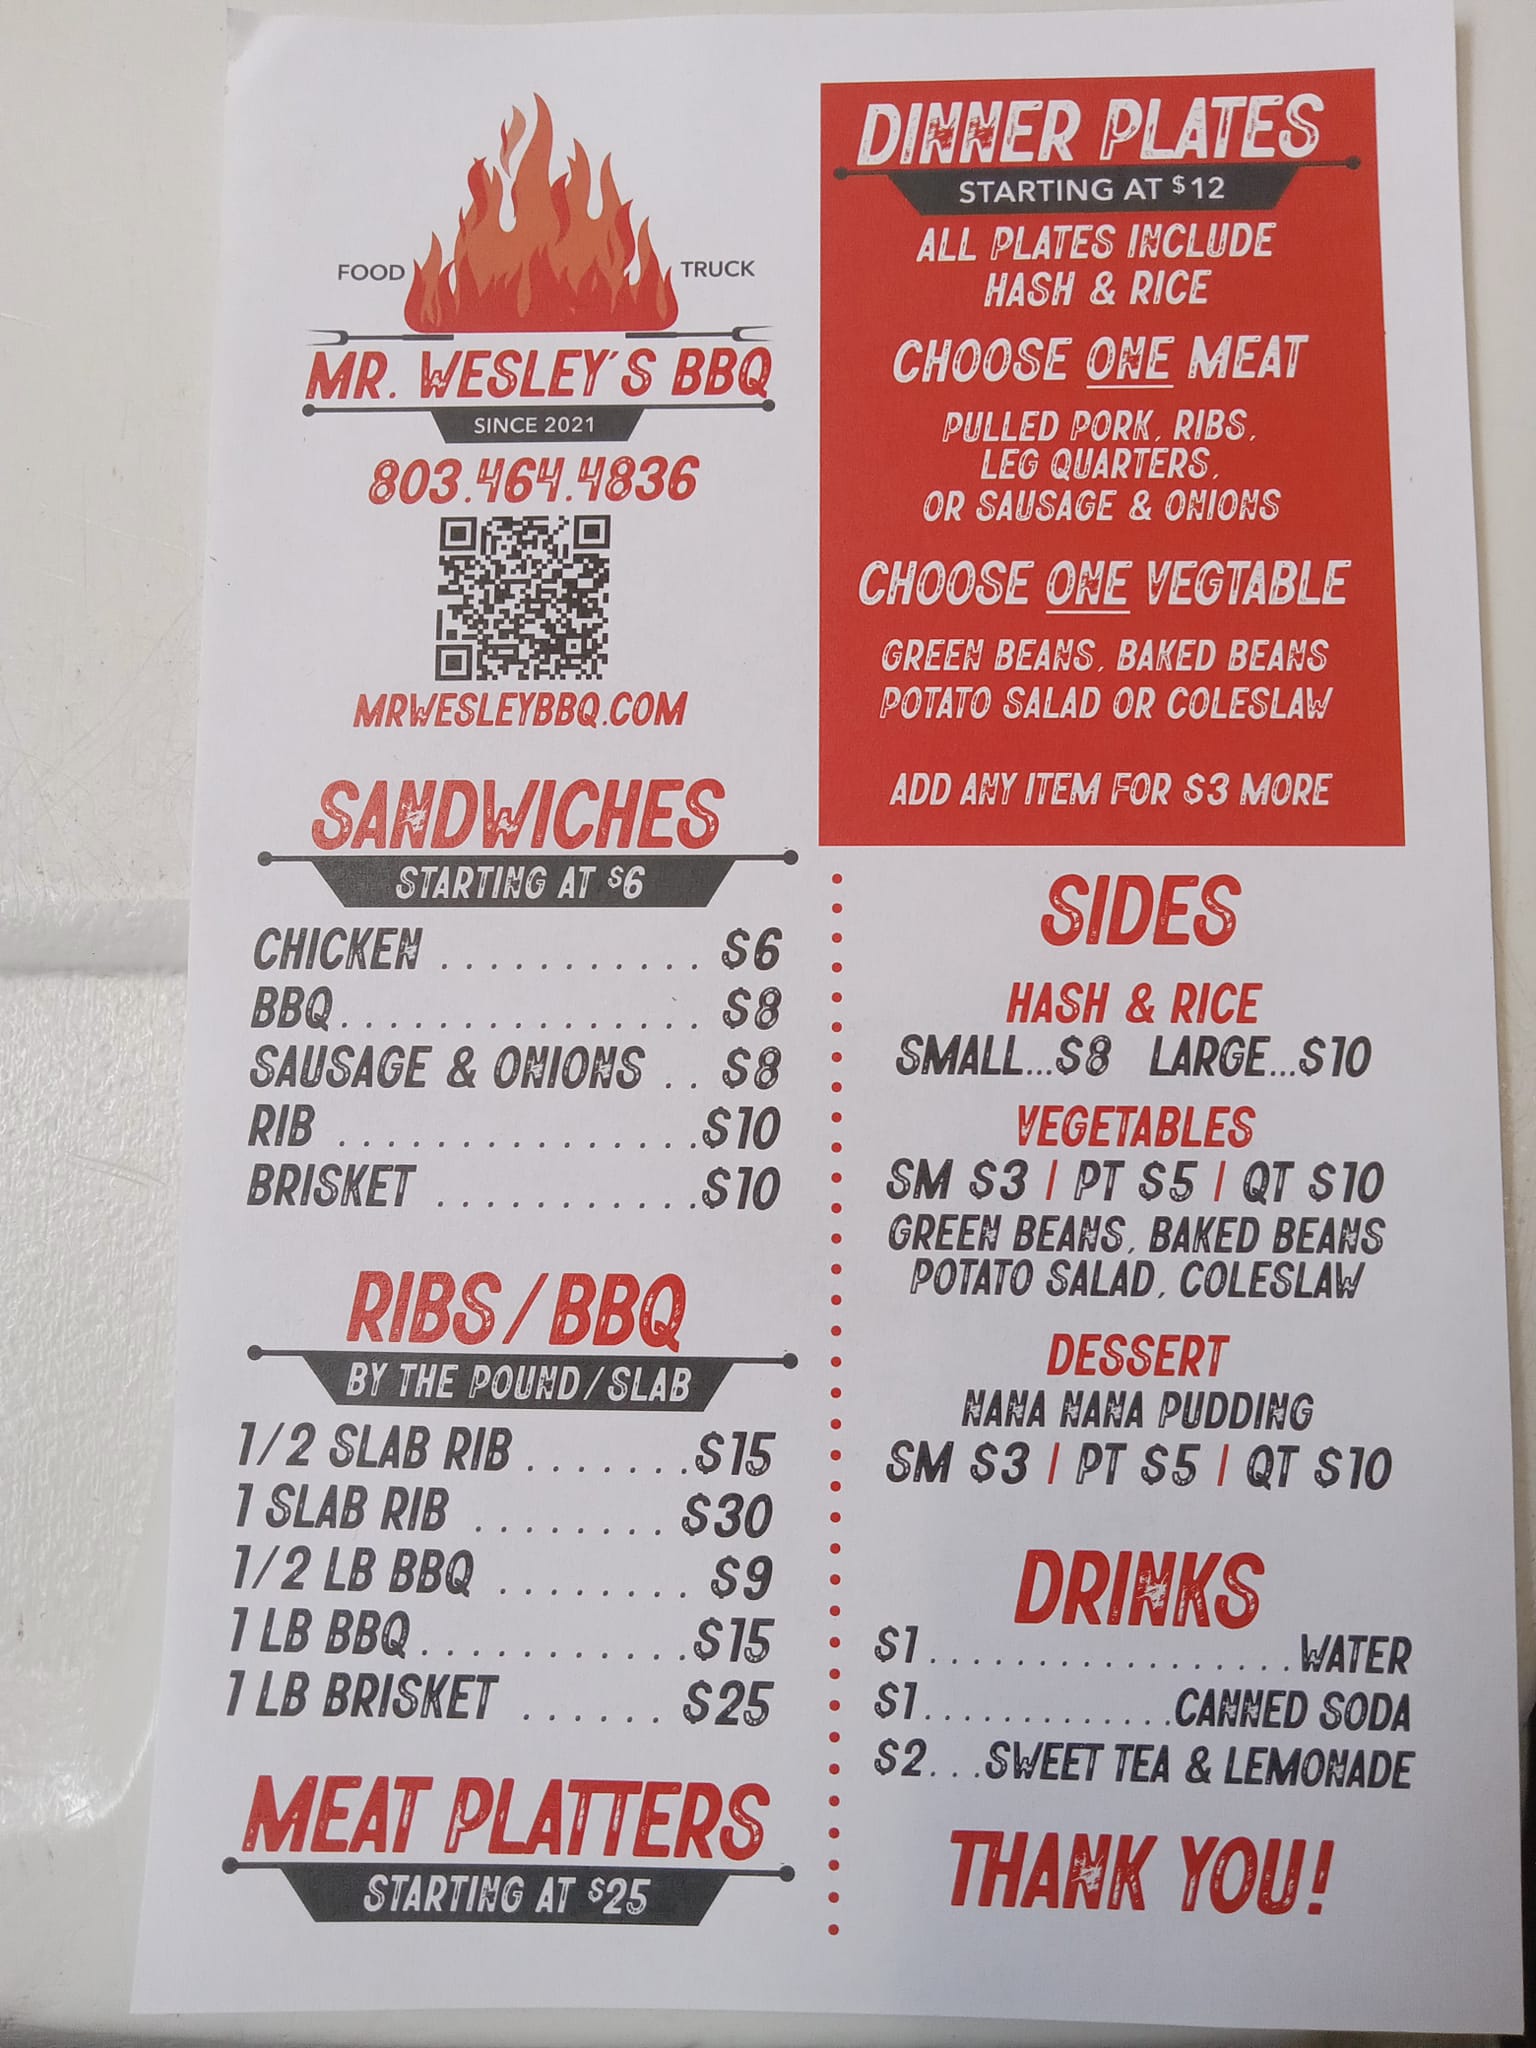 FOOD TRUCK
MR. WESLEY'S BBQ
SINCE 2021
803.464.4836
MRWESLEYBBQ.COM
SANDWICHES
STARTING AT $6
CHICKEN ........... $6
BBQ ............... $8
SAUSAGE & ONIONS .. $8
RIB ............... $10
BRISKET ........... $10
RIBS/BBQ
BY THE POUND/SLAB
1/2 SLAB RIB ....... $15
1 SLAB RIB ........ $30
1/2 LB BBQ ........ $9
1 LB BBQ ............ $15
1 LB BRISKET ...... $25
MEAT PLATTERS
STARTING AT $25
DINNER PLATES
STARTING AT $12
ALL PLATES INCLUDE
HASH & RICE
CHOOSE ONE MEAT
PULLED PORK, RIBS,
LEG QUARTERS,
OR SAUSAGE & ONIONS
CHOOSE ONE VEGTABLE
GREEN BEANS, BAKED BEANS
POTATO SALAD OR COLESLAW
ADD ANY ITEM FOR $3 MORE
SIDES
HASH & RICE
SMALL...$8 LARGE...$10
VEGETABLES
SM $3 | PT $5 | QT $10
GREEN BEANS, BAKED BEANS
POTATO SALAD, COLESLAW
DESSERT
NANA NANA PUDDING
SM $3 | PT $5 | QT $10
DRINKS
$1 .................. WATER
$1 ............. CANNED SODA
$2 ...SWEET TEA & LEMONADE
THANK YOU!